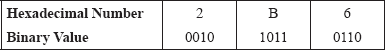 Hexadecimal Number 2 B 6
Binary Value 0010 1011 0110